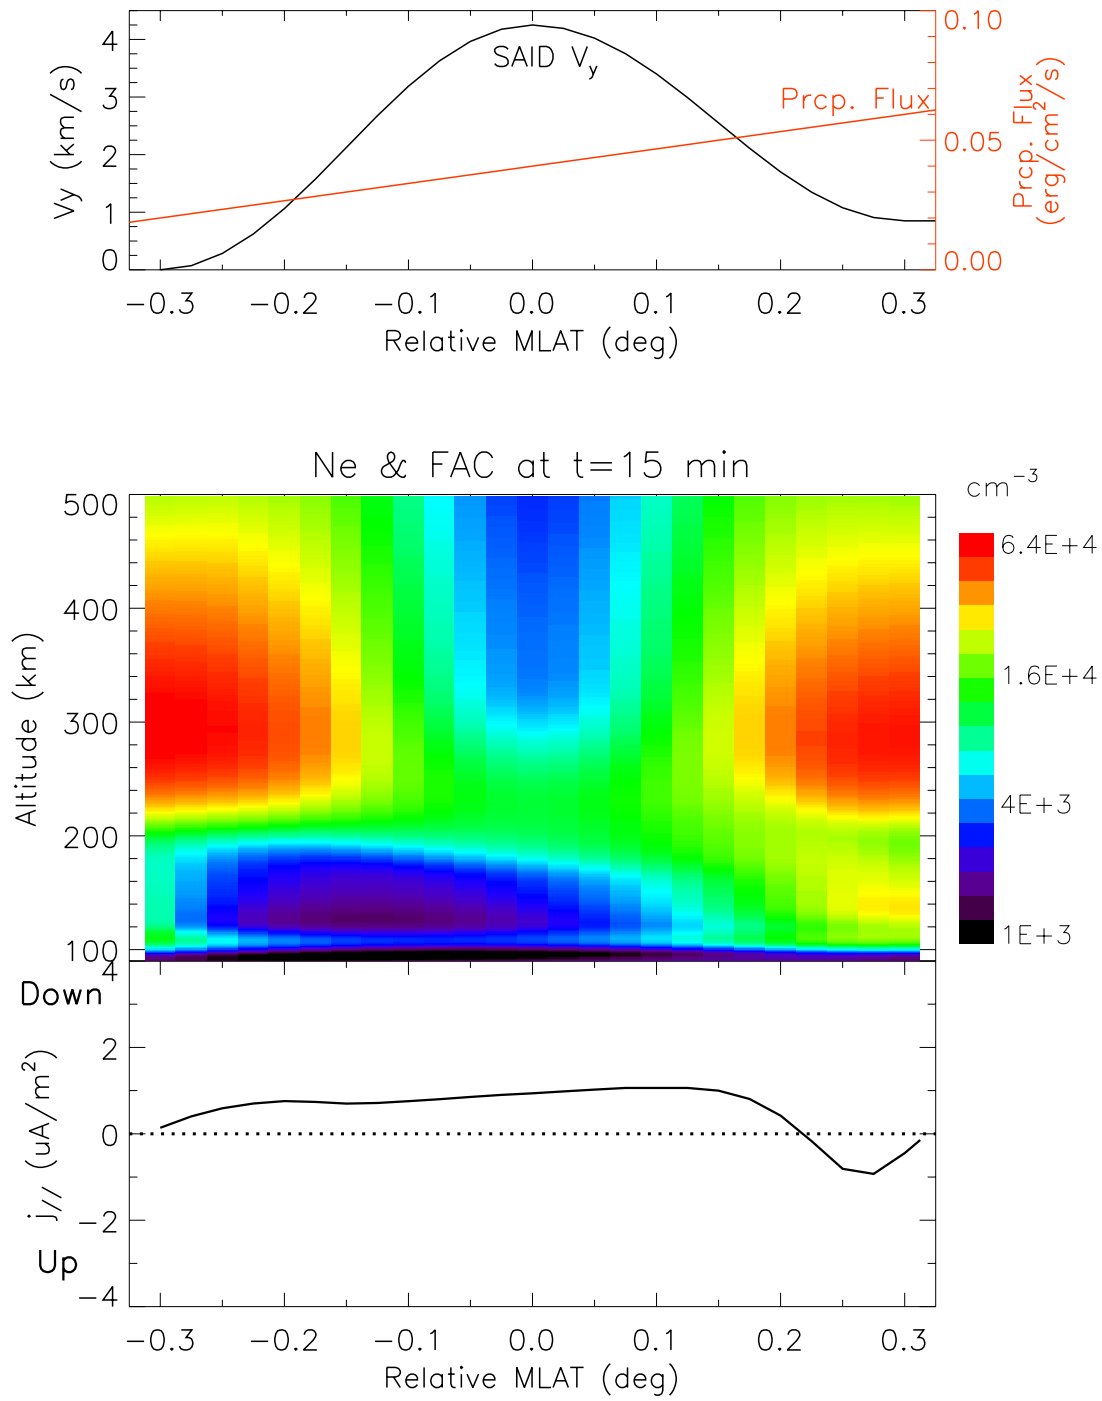 SAID Vy
Prcp. Flux
Vy (km/s)
4
3
2
1
0
0.10
0.05
0.00
Prcp. Flux
(erg/cm²/s)
−0.3 −0.2 −0.1 0.0 0.1 0.2 0.3
Relative MLAT (deg)
Ne & FAC at t=15 min
cm⁻³
Altitude (km)
500
400
300
200
100
6.4E+4
1.6E+4
4E+3
1E+3
Down
j// (uA/m²)
Up
4
2
0
−2
−4
−0.3 −0.2 −0.1 0.0 0.1 0.2 0.3
Relative MLAT (deg)